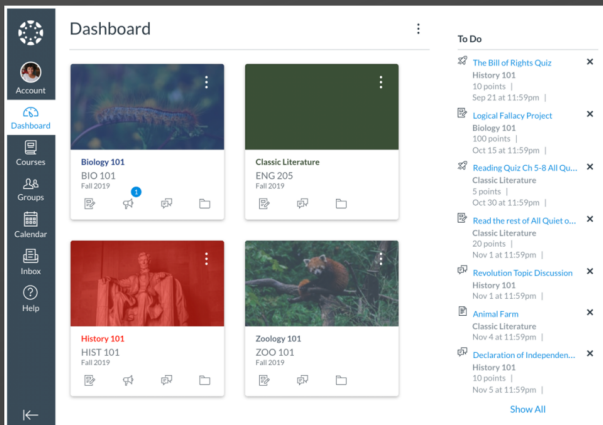 Dashboard
Account
Dashboard
Courses
Groups
Calendar
Inbox
Help
Biology 101
BIO 101
Fall 2019
1
Classic Literature
ENG 205
Fall 2019
History 101
HIST 101
Fall 2019
Zoology 101
ZOO 101
Fall 2019
To Do
The Bill of Rights Quiz
History 101
10 points |
Sep 21 at 11:59pm |
Logical Fallacy Project
Biology 101
100 points |
Oct 15 at 11:59pm |
Reading Quiz Ch 5-8 All Qu...
Classic Literature
5 points |
Oct 30 at 11:59pm |
Read the rest of All Quiet o...
Classic Literature
20 points |
Nov 1 at 11:59pm |
Revolution Topic Discussion
History 101
Nov 1 at 11:59pm |
Animal Farm
Classic Literature
Nov 4 at 11:59pm |
Declaration of Independen...
History 101
10 points |
Nov 5 at 11:59pm |
Show All